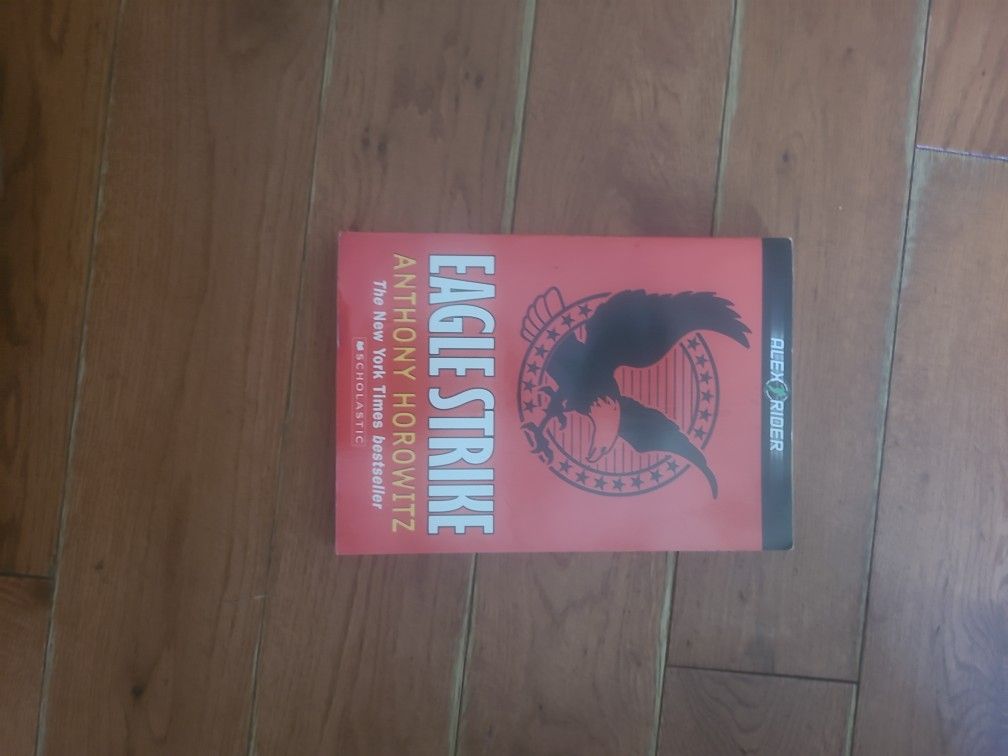 ALEX RIDER
EAGLE STRIKE
ANTHONY HOROWITZ
The New York Times bestseller
SCHOLASTIC